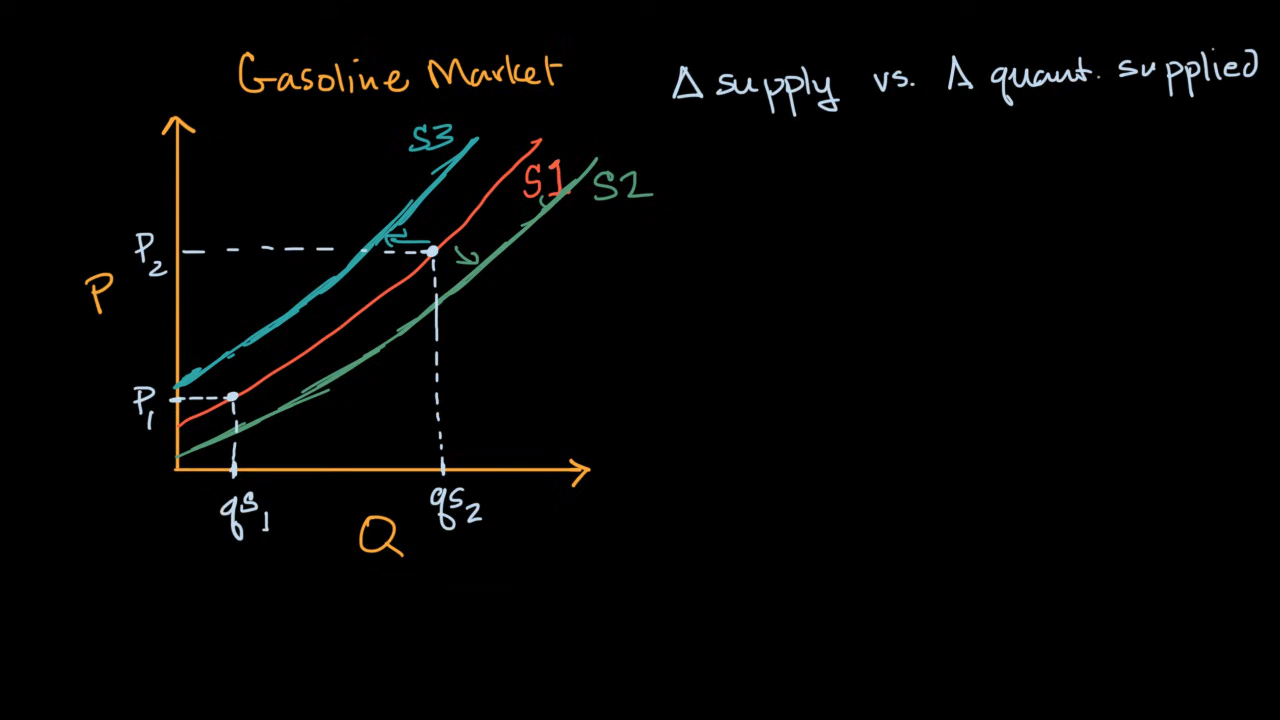 Gasoline Market
Δ supply vs. Δ quant. supplied
S3
S1
S2
P2
P
P1
qs1
qs2
Q